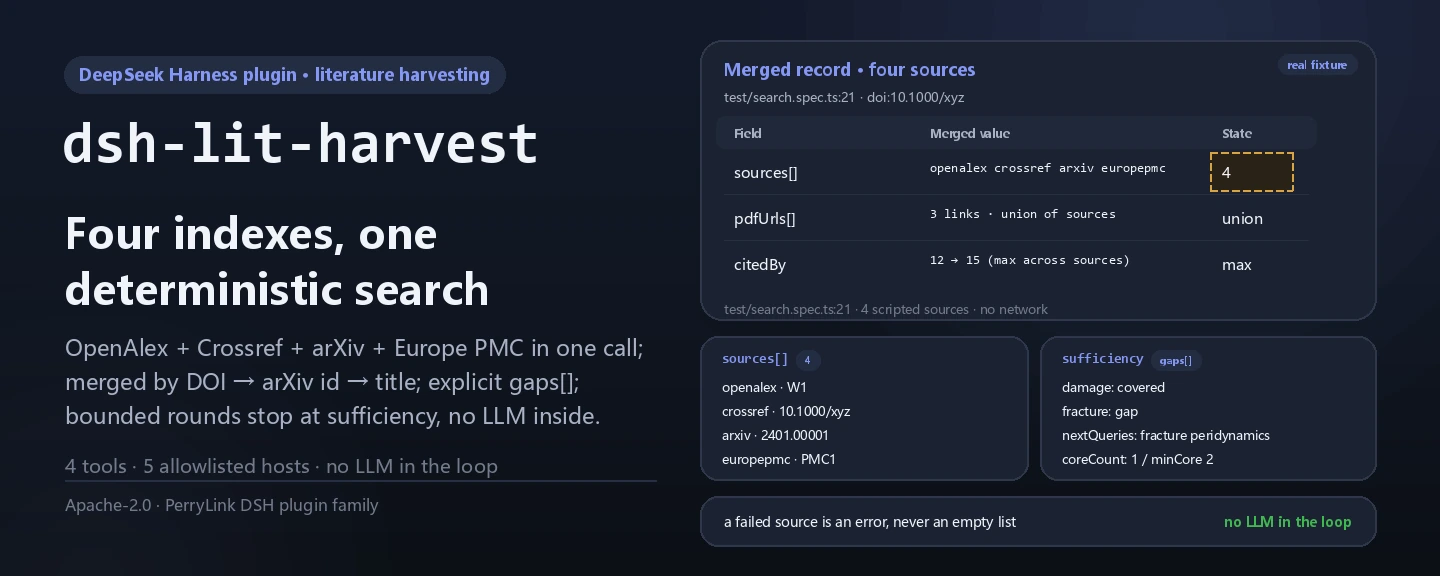 DeepSeek Harness plugin • literature harvesting
dsh-lit-harvest
Four indexes, one
deterministic search
OpenAlex + Crossref + arXiv + Europe PMC in one call;
merged by DOI → arXiv id → title; explicit gaps[];
bounded rounds stop at sufficiency, no LLM inside.
4 tools · 5 allowlisted hosts · no LLM in the loop
Apache-2.0 · PerryLink DSH plugin family
Merged record • four sources
real fixture
test/search.spec.ts:21 · doi:10.1000/xyz
Field Merged value State
sources[] openalex crossref arxiv europepmc 4
pdfUrls[] 3 links · union of sources union
citedBy 12 → 15 (max across sources) max
test/search.spec.ts:21 · 4 scripted sources · no network
sources[] 4
openalex · W1
crossref · 10.1000/xyz
arxiv · 2401.00001
europepmc · PMC1
sufficiency gaps[]
damage: covered
fracture: gap
nextQueries: fracture peridynamics
coreCount: 1 / minCore 2
a failed source is an error, never an empty list
no LLM in the loop